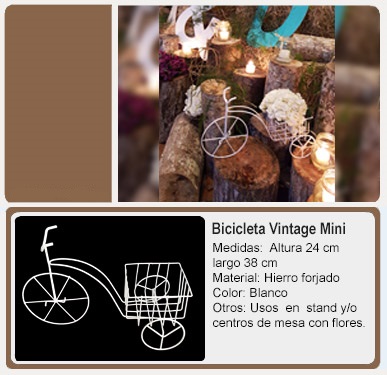 Bicicleta Vintage Mini
Medidas: Altura 24 cm
largo 38 cm
Material: Hierro forjado
Color: Blanco
Otros: Usos en stand y/o
centros de mesa con flores.